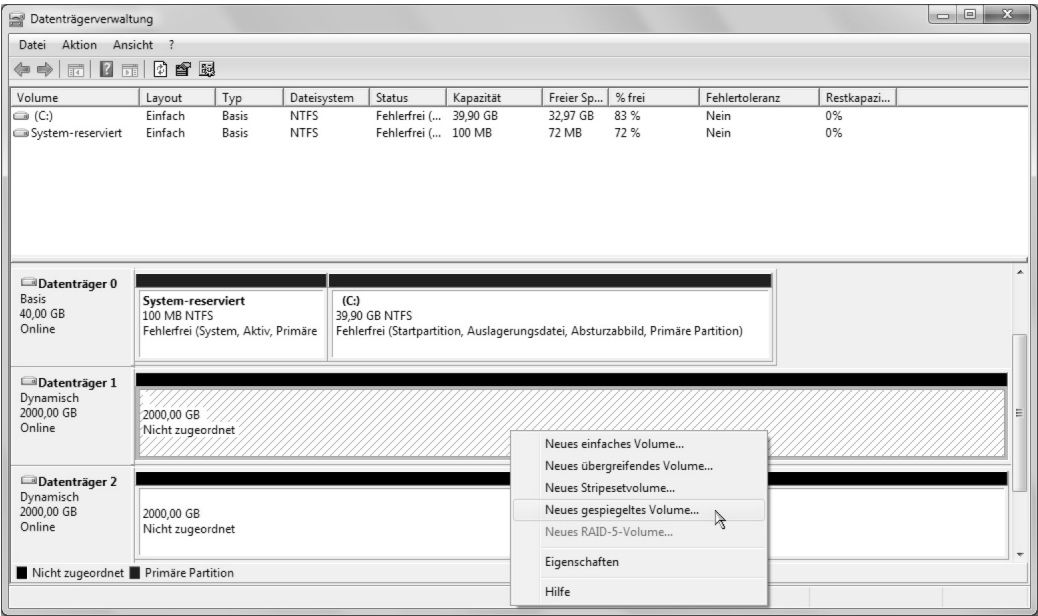 Datenträgerverwaltung
Datei Aktion Ansicht ?
Volume Layout Typ Dateisystem Status Kapazität Freier Sp... % frei Fehlertoleranz Restkapazi...
(C:) Einfach Basis NTFS Fehlerfrei (... 39,90 GB 32,97 GB 83 % Nein 0%
System-reserviert Einfach Basis NTFS Fehlerfrei (... 100 MB 72 MB 72 % Nein 0%
Datenträger 0
Basis
40,00 GB
Online
System-reserviert
100 MB NTFS
Fehlerfrei (System, Aktiv, Primäre
(C:)
39,90 GB NTFS
Fehlerfrei (Startpartition, Auslagerungsdatei, Absturzabbild, Primäre Partition)
Datenträger 1
Dynamisch
2000,00 GB
Online
2000,00 GB
Nicht zugeordnet
Datenträger 2
Dynamisch
2000,00 GB
Online
2000,00 GB
Nicht zugeordnet
Neues einfaches Volume...
Neues übergreifendes Volume...
Neues Stripesetvolume...
Neues gespiegeltes Volume...
Neues RAID-5-Volume...
Eigenschaften
Hilfe
Nicht zugeordnet Primäre Partition